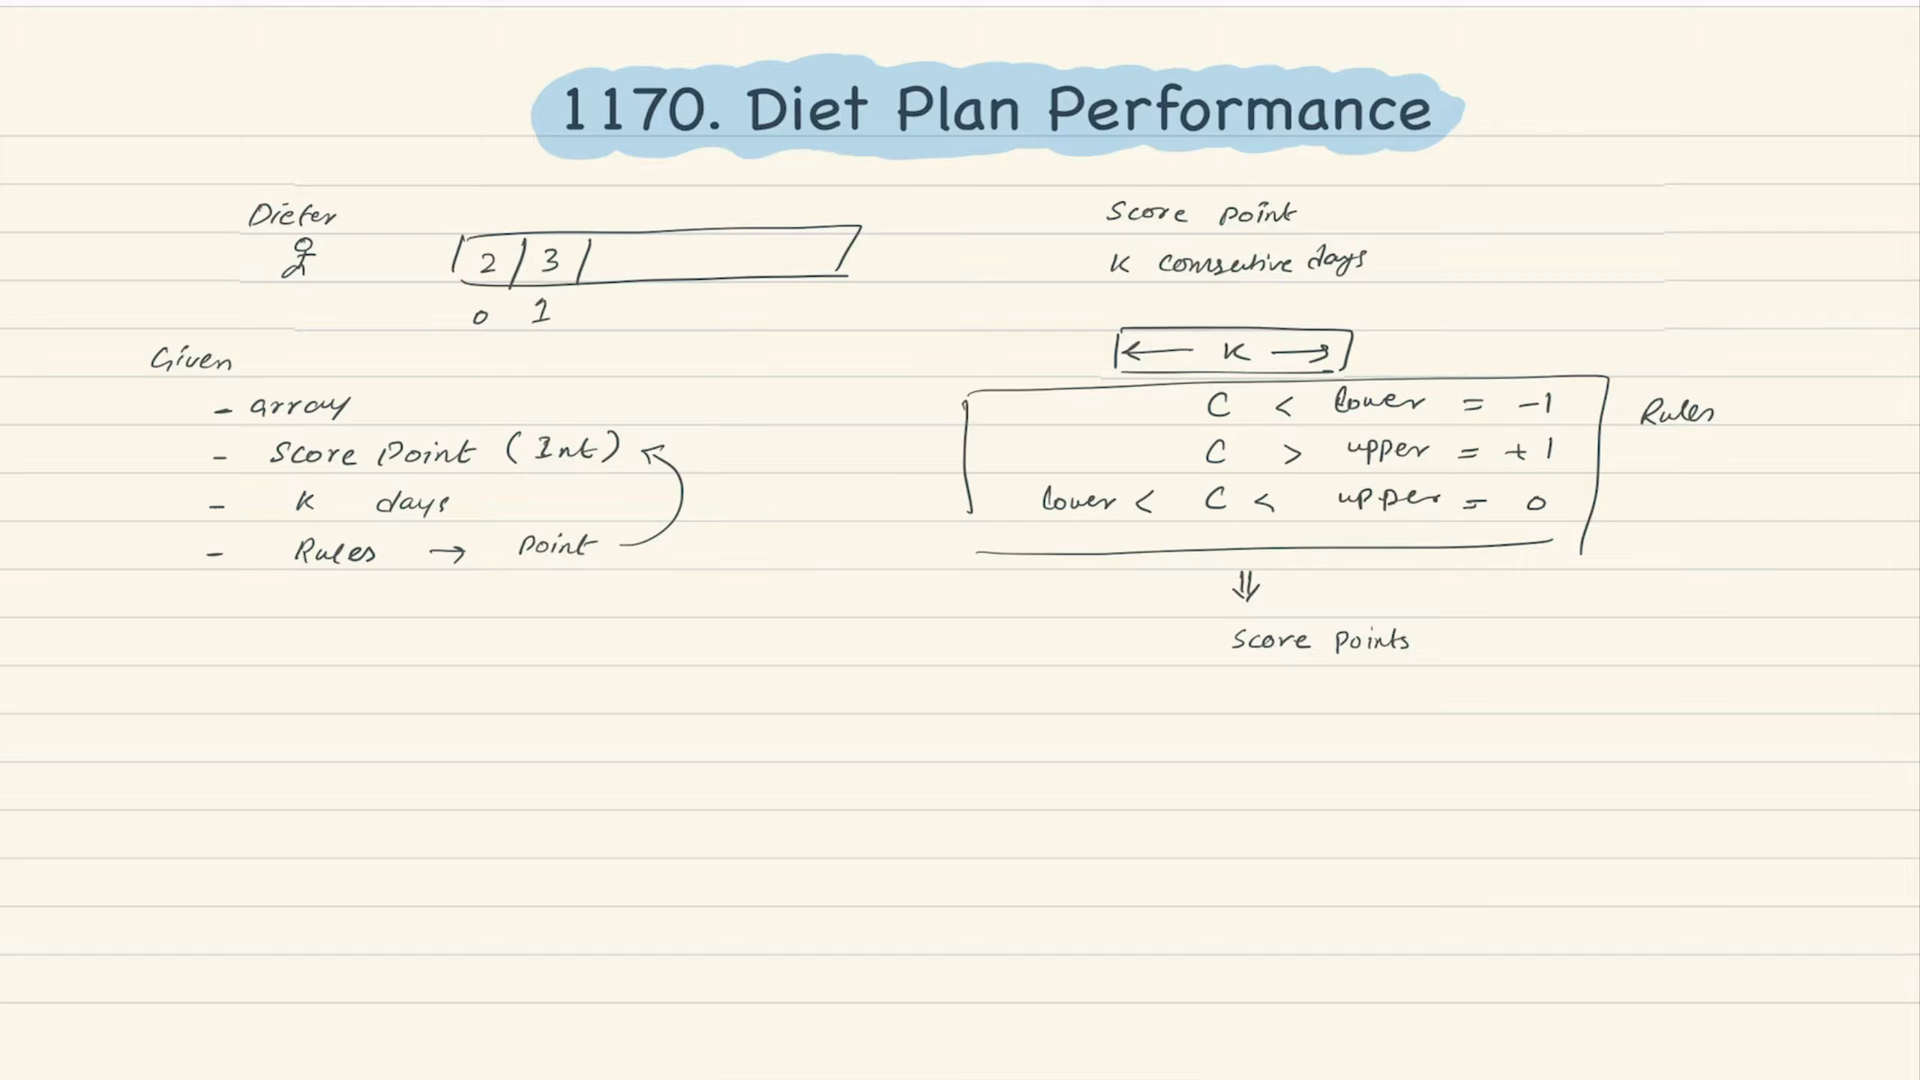 1170. Diet Plan Performance
Dieter
2 3
0 1
Given
- array
- Score Point (Int)
- K days
- Rules → Point
Score point
K consecutive days
← K →
C < lower = -1
C > upper = +1
lower < C < upper = 0
Rules
⇓
Score Points